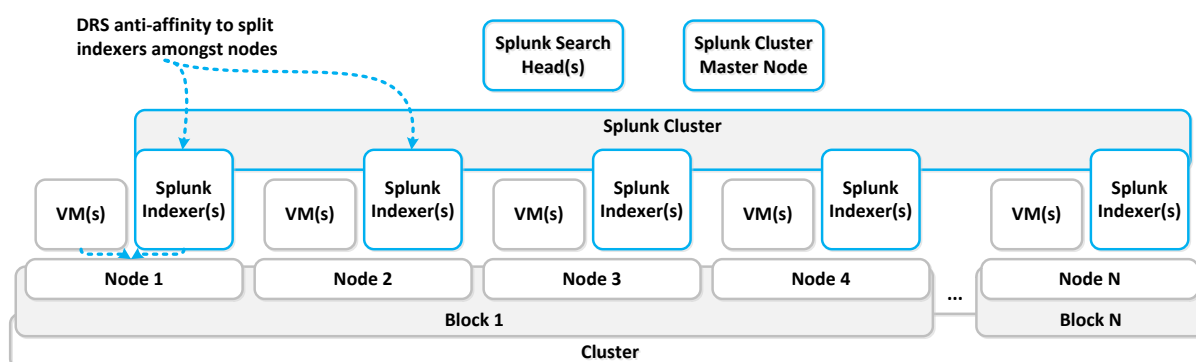 DRS anti-affinity to split
indexers amongst nodes
Splunk Search
Head(s)
Splunk Cluster
Master Node
Splunk Cluster
VM(s)
Splunk
Indexer(s)
VM(s)
Splunk
Indexer(s)
VM(s)
Splunk
Indexer(s)
VM(s)
Splunk
Indexer(s)
VM(s)
Splunk
Indexer(s)
Node 1
Node 2
Node 3
Node 4
...
Node N
Block 1
Block N
Cluster